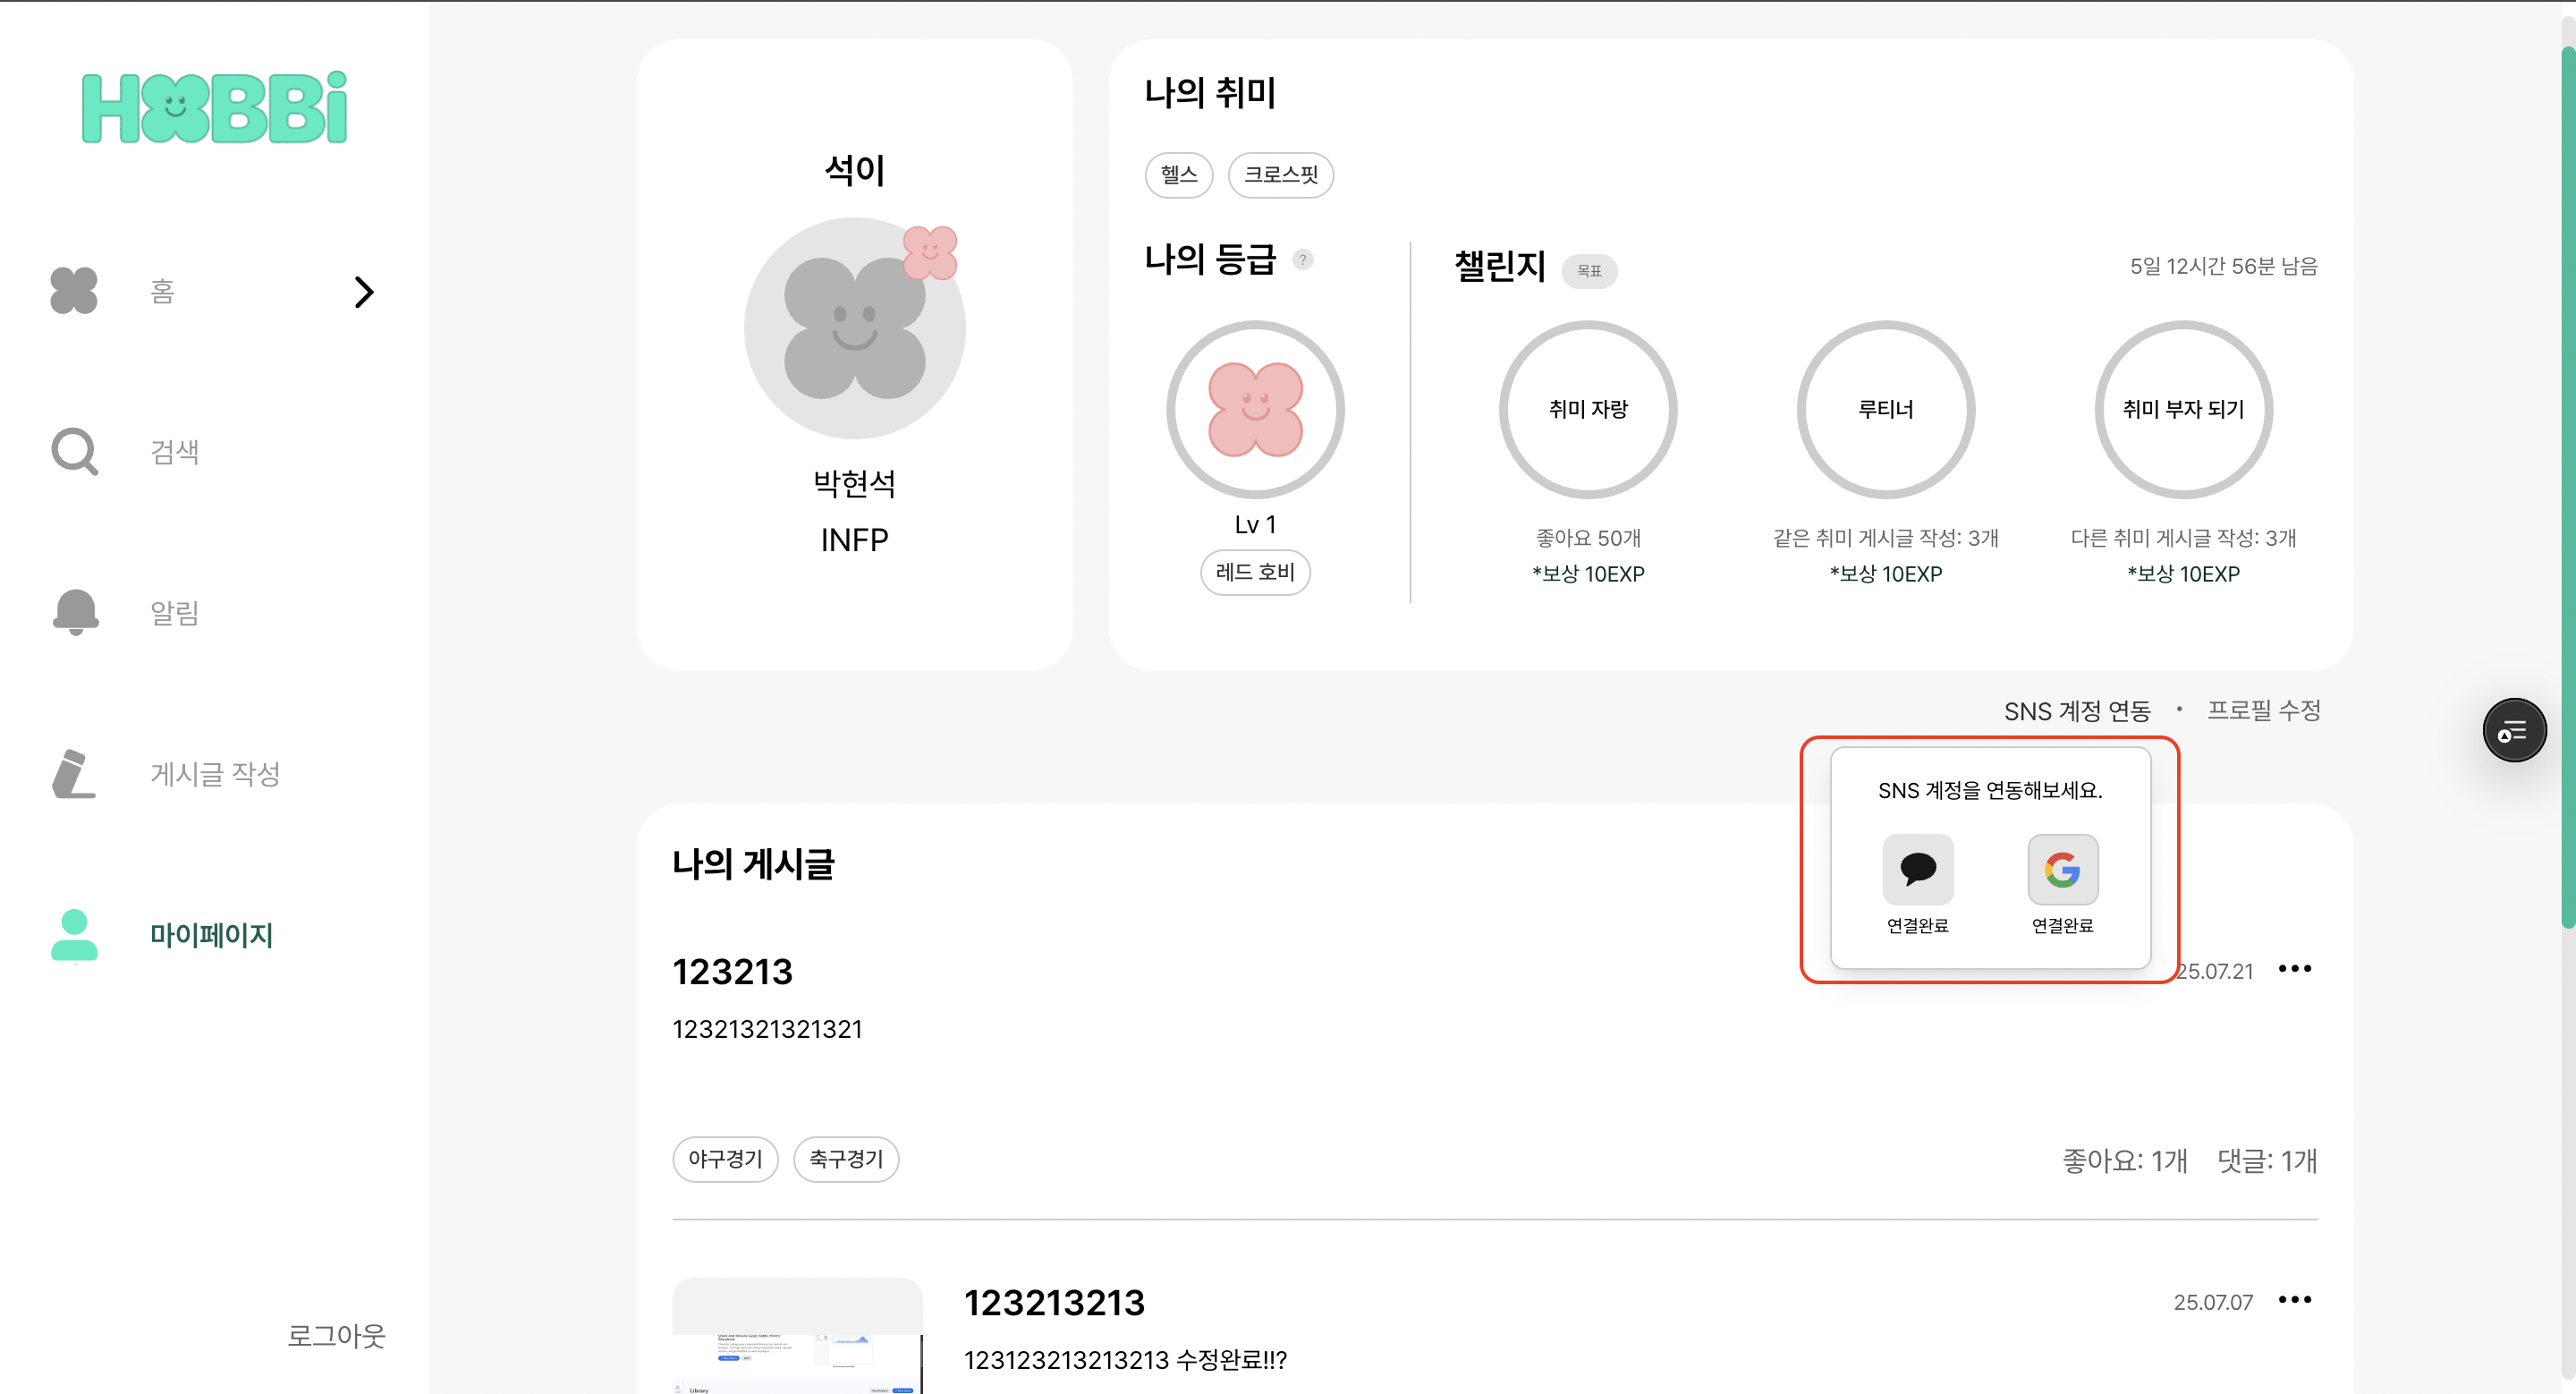 HOBBi
홈
검색
알림
게시글 작성
마이페이지
로그아웃
석이
박현석
INFP
나의 취미
헬스
크로스핏
나의 등급 ?
Lv 1
레드 호비
챌린지 목표
5일 12시간 56분 남음
취미 자랑
루티너
취미 부자 되기
좋아요 50개
같은 취미 게시글 작성: 3개
다른 취미 게시글 작성: 3개
*보상 10EXP
*보상 10EXP
*보상 10EXP
SNS 계정 연동 • 프로필 수정
SNS 계정을 연동해보세요.
연결완료
연결완료
나의 게시글
123213
25.07.21
12321321321321
야구경기
축구경기
좋아요: 1개 댓글: 1개
123213213
25.07.07
123123213213213 수정완료!!?
Library